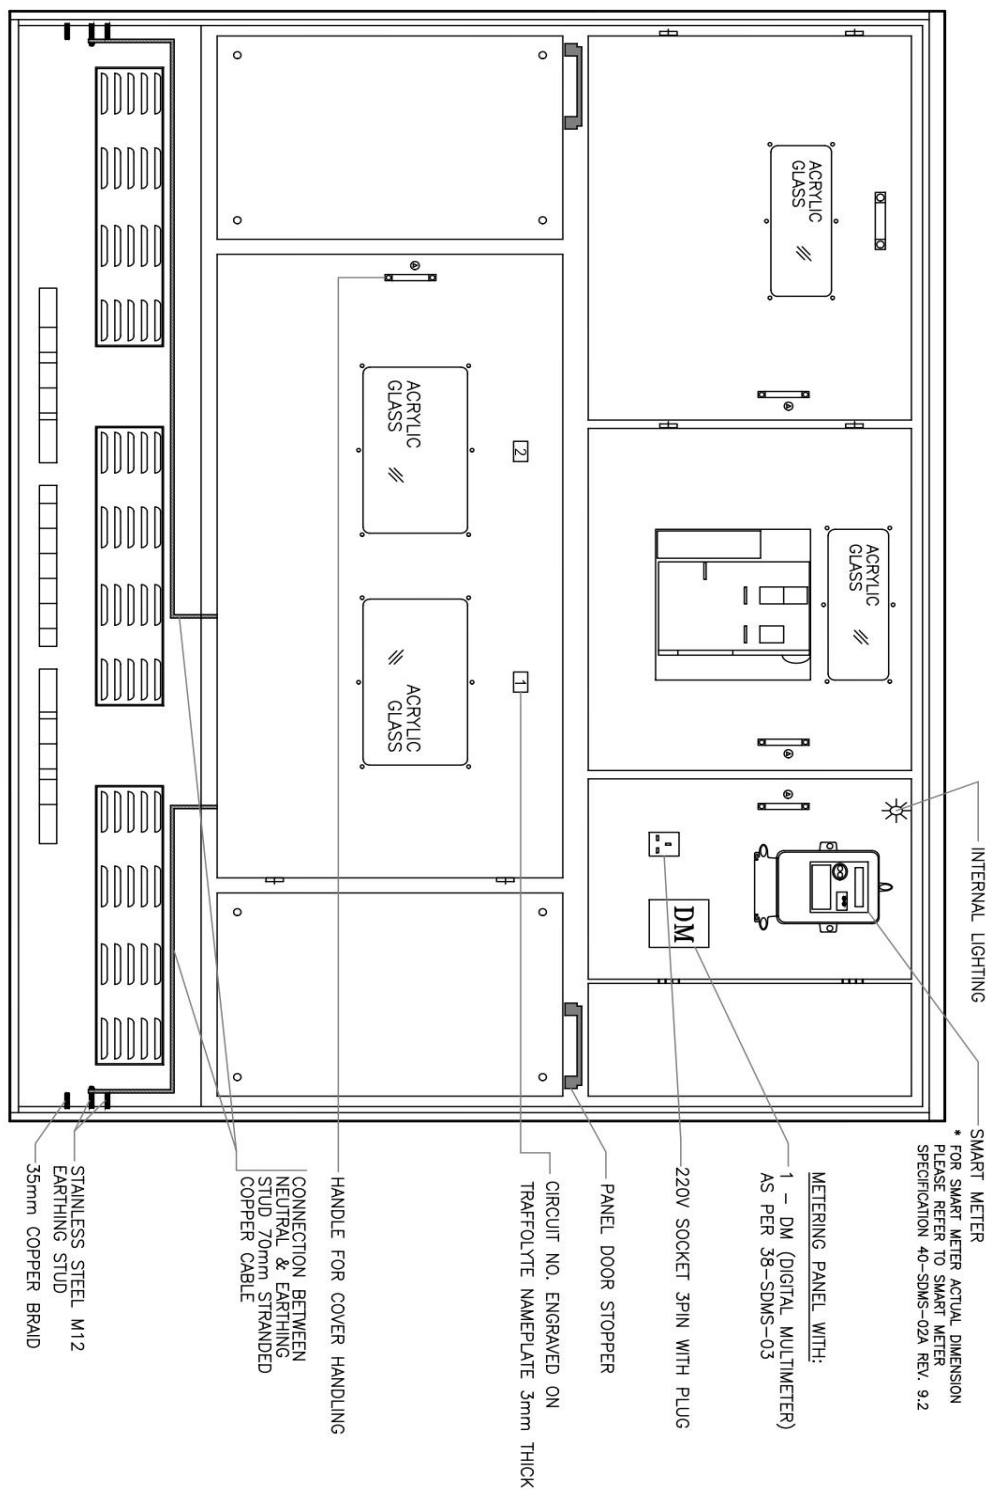 INTERNAL LIGHTING
SMART METER
* FOR SMART METER ACTUAL DIMENSION
PLEASE REFER TO SMART METER
SPECIFICATION 40-SDMS-02A REV. 9.2
METERING PANEL WITH:
1 - DM (DIGITAL MULTIMETER)
AS PER 38-SDMS-03
220V SOCKET 3PIN WITH PLUG
PANEL DOOR STOPPER
CIRCUIT NO. ENGRAVED ON
TRAFFOLYTE NAMEPLATE 3mm THICK
HANDLE FOR COVER HANDLING
CONNECTION BETWEEN
NEUTRAL & EARTHING
STUD 70mm STRANDED
COPPER CABLE
STAINLESS STEEL M12
EARTHING STUD
35mm COPPER BRAID
ACRYLIC
GLASS
ACRYLIC
GLASS
DM
2
1
ACRYLIC
GLASS
ACRYLIC
GLASS